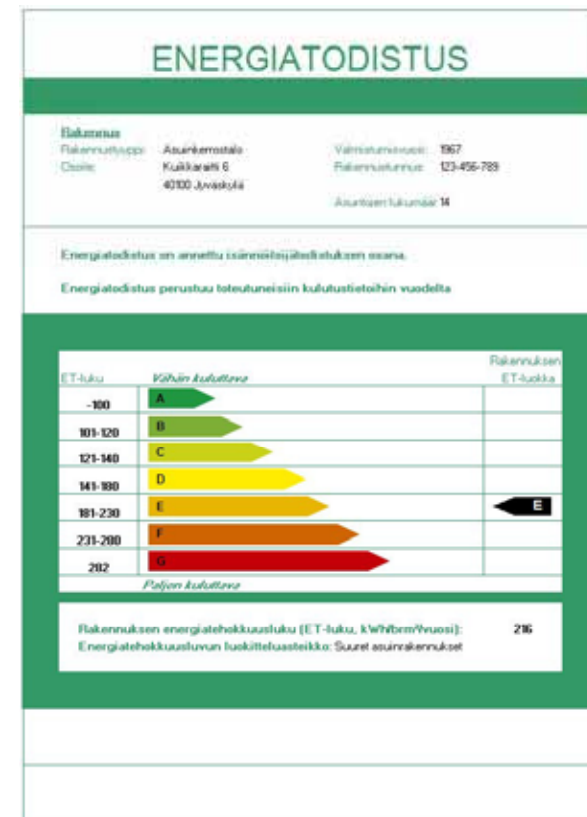 ENERGIATODISTUS
Rakennus
Rakennustyyppi: Asuinkerrostalo Valmistumisvuosi: 1967
Osoite: Kuikkaratti 6 Rakennustunnus: 123-456-789
40100 Jyväskylä
Asuntojen lukumäär 14
Energiatodistus on annettu isännöitsijätodistuksen osana.
Energiatodistus perustuu toteutuneisiin kulutustietoihin vuodelta
Rakennuksen
ET-luku Vähän kuluttava ET-luokka
-100 A
101-120 B
121-140 C
141-180 D
181-230 E E
231-280 F
282 G
Paljon kuluttava
Rakennuksen energiatehokkuusluku (ET-luku, kWh/brm²/vuosi): 216
Energiatehokkuusluvun luokitteluasteikko: Suuret asuinrakennukset